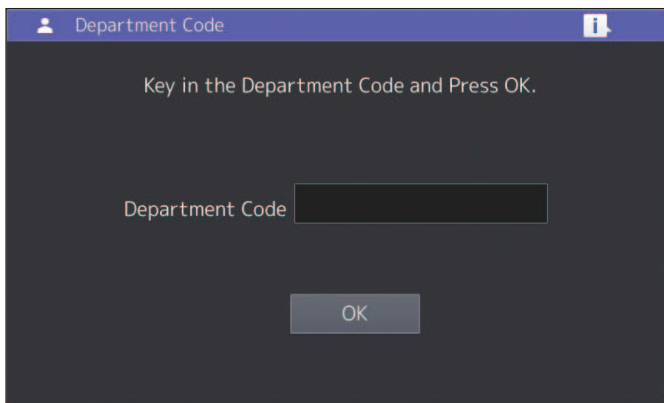 Department Code
i
Key in the Department Code and Press OK.
Department Code
OK